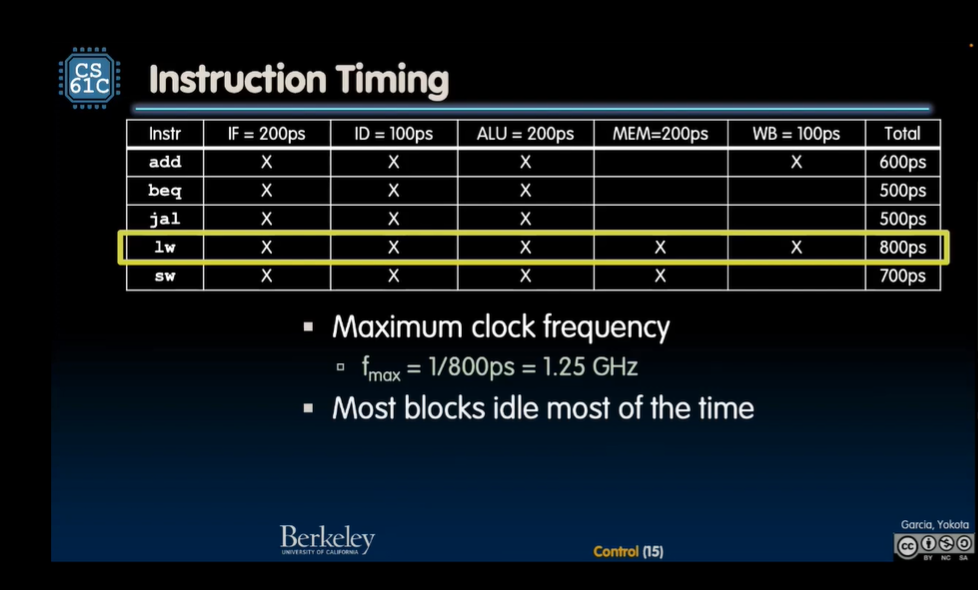 CS
61C
Instruction Timing
Instr IF = 200ps ID = 100ps ALU = 200ps MEM=200ps WB = 100ps Total
add X X X X 600ps
beq X X X 500ps
jal X X X 500ps
lw X X X X X 800ps
sw X X X X 700ps
▪ Maximum clock frequency
▫ fmax = 1/800ps = 1.25 GHz
▪ Most blocks idle most of the time
Berkeley
UNIVERSITY OF CALIFORNIA
Control (15)
Garcia, Yokota
cc
BY NC SA